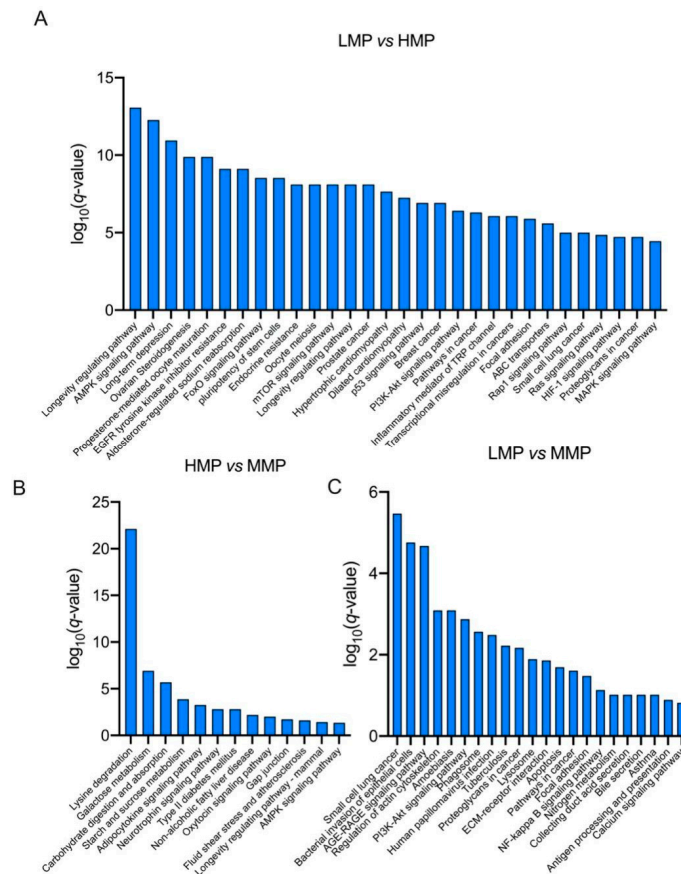 A
LMP vs HMP
log10(q-value)
15
10
5
0
Longevity regulating pathway
AMPK signaling pathway
Long-term depression
Ovarian Steroidogenesis
Progesterone-mediated oocyte maturation
EGFR tyrosine kinase inhibitor resistance
Aldosterone-regulated sodium reabsorption
FoxO signaling pathway
pluripotency of stem cells
Endocrine resistance
Oocyte meiosis
mTOR signaling pathway
Longevity regulating pathway
Prostate cancer
Hypertrophic cardiomyopathy
Dilated cardiomyopathy
p53 signaling pathway
Breast cancer
PI3K-Akt signaling pathway
Pathways in cancer
Inflammatory mediator of TRP channel
Transcriptional misregulation in cancers
Focal adhesion
ABC transporters
Rap1 signaling pathway
Small cell lung cancer
Ras signaling pathway
HIF-1 signaling pathway
Proteoglycans in cancer
MAPK signaling pathway
B
HMP vs MMP
log10(q-value)
25
20
15
10
5
0
Lysine degradation
Galactose metabolism
Carbohydrate digestion and absorption
Starch and sucrose metabolism
Adipocytokine signaling pathway
Neurotrophin signaling pathway
Type II diabetes mellitus
Non-alcoholic fatty liver disease
Oxytocin signaling pathway
Gap junction
Fluid shear stress and atherosclerosis
Longevity regulating pathway - mammal
AMPK signaling pathway
C
LMP vs MMP
log10(q-value)
6
4
2
0
Small cell lung cancer
Bacterial invasion of epithelial cells
AGE-RAGE signaling pathway
Regulation of actin cytoskeleton
Amoebiasis
PI3K-Akt signaling pathway
Phagosome
Human papillomavirus infection
Tuberculosis
Proteoglycans in cancer
Lysosome
ECM-receptor interaction
Apoptosis
Pathways in cancer
Focal adhesion
NF-kappa B signaling pathway
Nitrogen metabolism
Collecting duct acid secretion
Bile secretion
Asthma
Antigen processing and presentation
Calcium signaling pathway